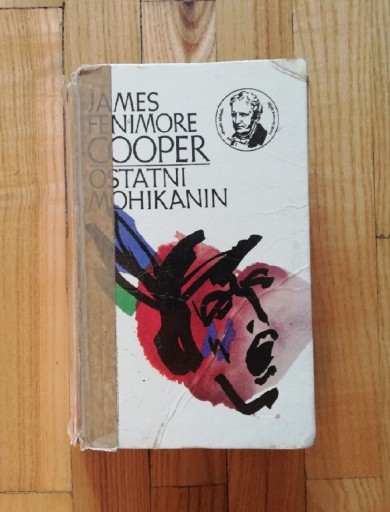 JAMES
FENIMORE
COOPER
OSTATNI
MOHIKANIN